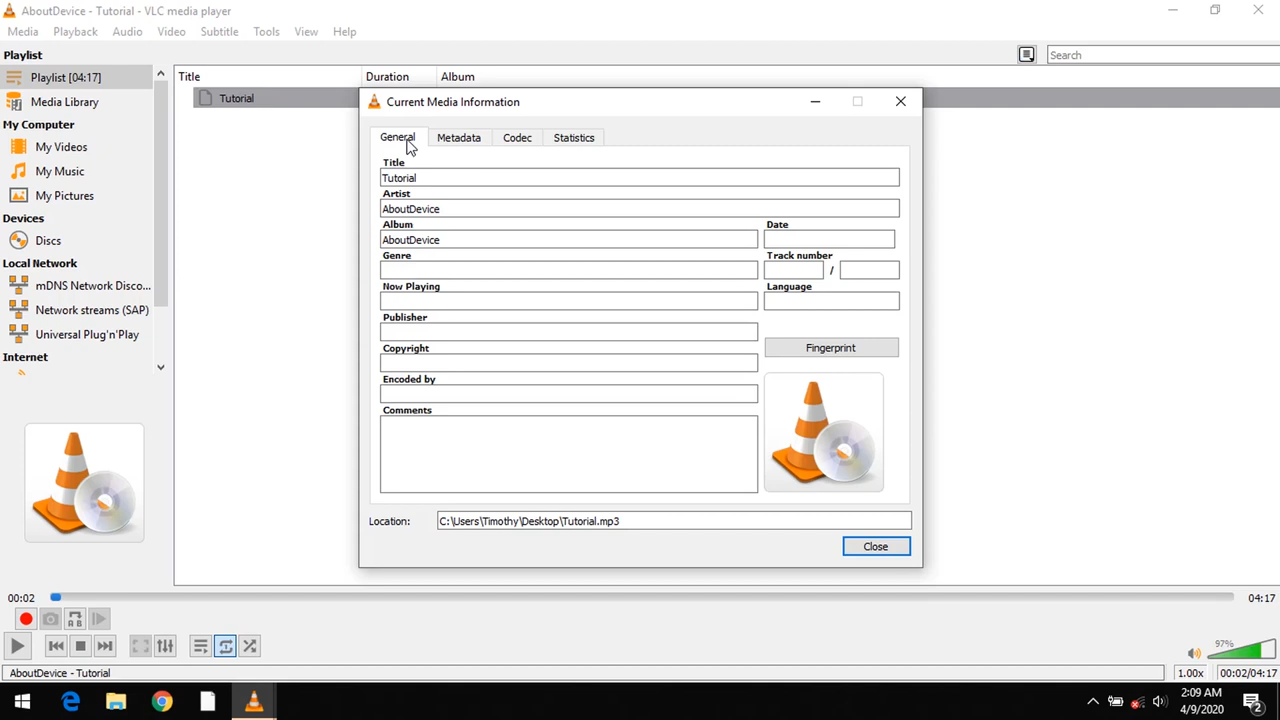 AboutDevice - Tutorial - VLC media player
Media Playback Audio Video Subtitle Tools View Help
Playlist
Search
Playlist [04:17]
Title Duration Album
Tutorial
Media Library
My Computer
My Videos
My Music
My Pictures
Devices
Discs
Local Network
mDNS Network Disco...
Network streams (SAP)
Universal Plug'n'Play
Internet
Current Media Information
General Metadata Codec Statistics
Title
Tutorial
Artist
AboutDevice
Album Date
AboutDevice
Genre Track number
/
Now Playing Language
Publisher
Copyright Fingerprint
Encoded by
Comments
Location: C:\Users\Timothy\Desktop\Tutorial.mp3
Close
00:02 04:17
A B
97%
AboutDevice - Tutorial 1.00x 00:02/04:17
2:09 AM
4/9/2020
2